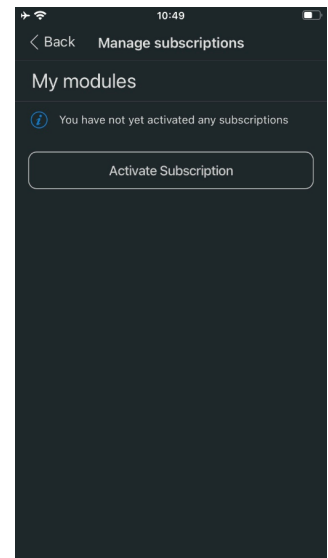 10:49
Back Manage subscriptions
My modules
You have not yet activated any subscriptions
Activate Subscription